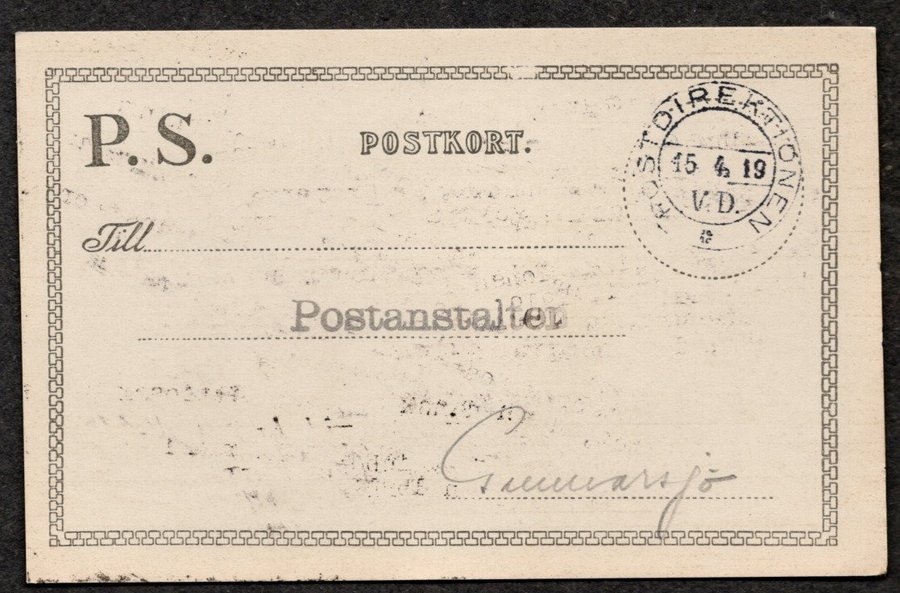 P. S.
POSTKORT.
POSTDIREKTIONEN
15 4 19
V. D.
Till
Postanstalten
Gunnarsjö